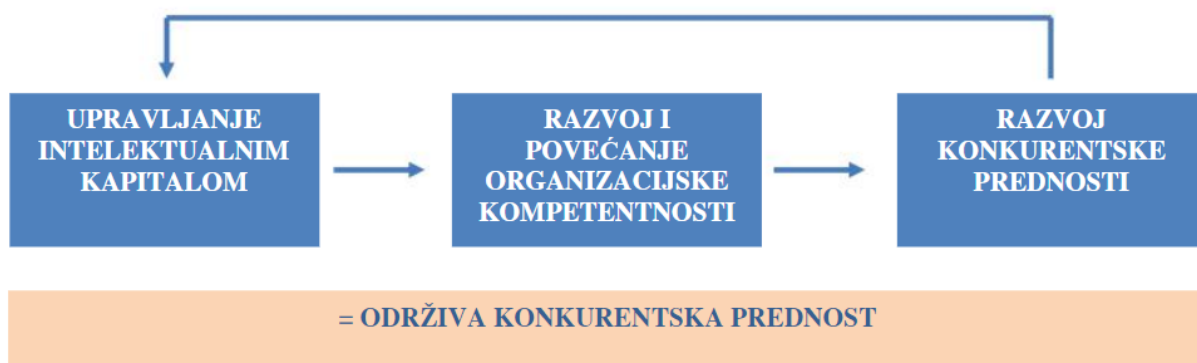 UPRAVLJANJE
INTELEKTUALNIM
KAPITALOM
RAZVOJ I
POVEĆANJE
ORGANIZACIJSKE
KOMPETENTNOSTI
RAZVOJ
KONKURENTSKE
PREDNOSTI
= ODRŽIVA KONKURENTSKA PREDNOST